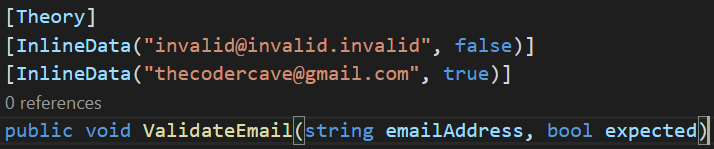 [Theory]
[InlineData("invalid@invalid.invalid", false)]
[InlineData("thecodercave@gmail.com", true)]
0 references
public void ValidateEmail(string emailAddress, bool expected)